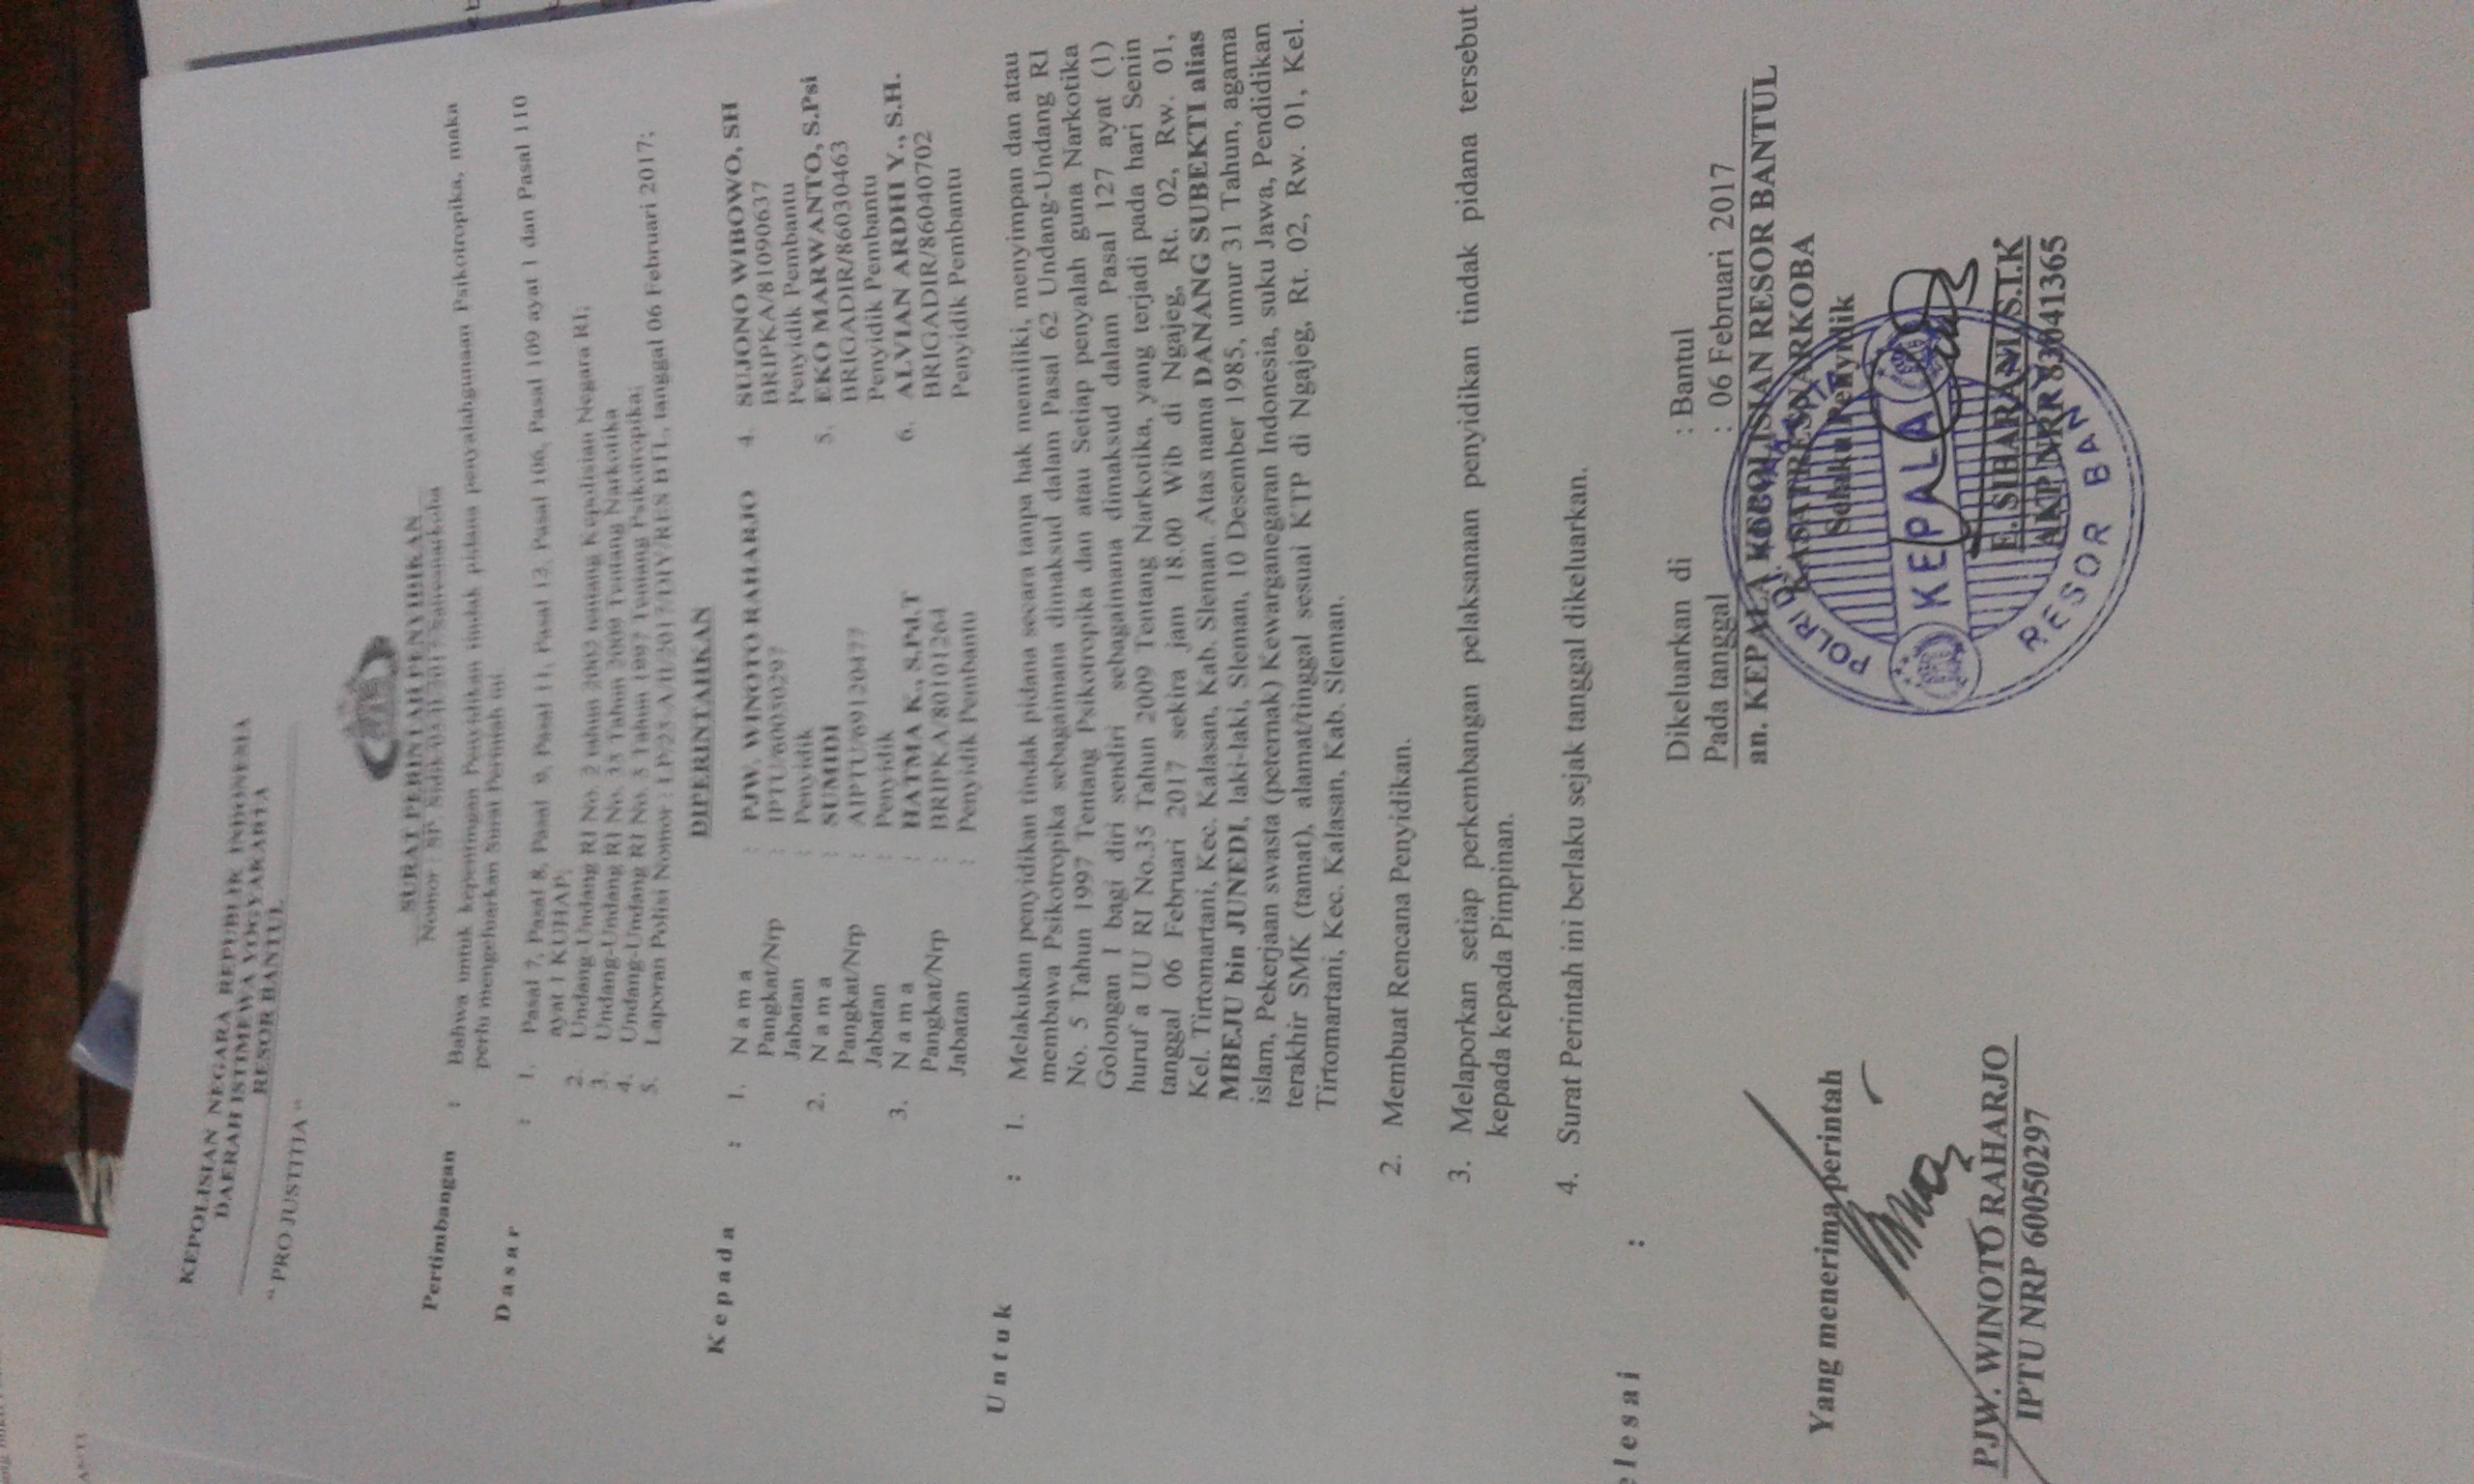 KEPOLISIAN NEGARA REPUBLIK INDONESIA
DAERAH ISTIMEWA YOGYAKARTA
RESOR BANTUL
“ PRO JUSTITIA “
SURAT PERINTAH PENYIDIKAN
Nomor : SP. Sidik/ /II/2017/Satresnarkoba
Pertimbangan : Bahwa untuk kepentingan Penyidikan tindak pidana penyalahgunaan Psikotropika, maka
perlu mengeluarkan Surat Perintah ini.
Dasar : 1. Pasal 7, Pasal 8, Pasal 9, Pasal 11, Pasal 12, Pasal 106, Pasal 109 ayat 1 dan Pasal 110
ayat 1 KUHAP;
2. Undang-Undang RI No. 2 tahun 2002 tentang Kepolisian Negara RI;
3. Undang-Undang RI No. 35 Tahun 2009 Tentang Narkotika
4. Undang-Undang RI No. 5 Tahun 1997 Tentang Psikotropika;
5. Laporan Polisi Nomor : LP/25-A/II/2017/DIY/RES BTL, tanggal 06 Februari 2017;
DIPERINTAHKAN
Kepada : 1. Nama : PJW. WINOTO RAHARJO 4. SUJONO WIBOWO, SH
Pangkat/Nrp : IPTU/60050297 BRIPKA/81090637
Jabatan : Penyidik Penyidik Pembantu
2. Nama : SUMIDI 5. EKO MARWANTO, S.Psi
Pangkat/Nrp : AIPTU/69120477 BRIGADIR/86030463
Jabatan : Penyidik Penyidik Pembantu
3. Nama : HATMA K., S.Pd.T 6. ALVIAN ARDHI Y., S.H.
Pangkat/Nrp : BRIPKA/80101264 BRIGADIR/86040702
Jabatan : Penyidik Pembantu Penyidik Pembantu
Untuk : 1. Melakukan penyidikan tindak pidana secara tanpa hak memiliki, menyimpan dan atau
membawa Psikotropika sebagaimana dimaksud dalam Pasal 62 Undang-Undang RI
No. 5 Tahun 1997 Tentang Psikotropika dan atau Setiap penyalah guna Narkotika
Golongan I bagi diri sendiri sebagaimana dimaksud dalam Pasal 127 ayat (1)
huruf a UU RI No.35 Tahun 2009 Tentang Narkotika, yang terjadi pada hari Senin
tanggal 06 Februari 2017 sekira jam 18.00 Wib di Ngajeg, Rt. 02, Rw. 01,
Kel. Tirtomartani, Kec. Kalasan, Kab. Sleman. Atas nama DANANG SUBEKTI alias
MBEJU bin JUNEDI, laki-laki, Sleman, 10 Desember 1985, umur 31 Tahun, agama
islam, Pekerjaan swasta (peternak) Kewarganegaran Indonesia, suku Jawa, Pendidikan
terakhir SMK (tamat), alamat/tinggal sesuai KTP di Ngajeg, Rt. 02, Rw. 01, Kel.
Tirtomartani, Kec. Kalasan, Kab. Sleman.
2. Membuat Rencana Penyidikan.
3. Melaporkan setiap perkembangan pelaksanaan penyidikan tindak pidana tersebut
kepada kepada Pimpinan.
4. Surat Perintah ini berlaku sejak tanggal dikeluarkan.
elesai :
Dikeluarkan di : Bantul
Pada tanggal : 06 Februari 2017
an. KEPALA KEPOLISIAN RESOR BANTUL
KASATRESNARKOBA
Selaku Penyidik
Yang menerima perintah
POLRI
KEPALA
RESOR BAN
PJW. WINOTO RAHARJO
IPTU NRP 60050297
E. SIHARANI, S.I.K
AKP NRP 83041365